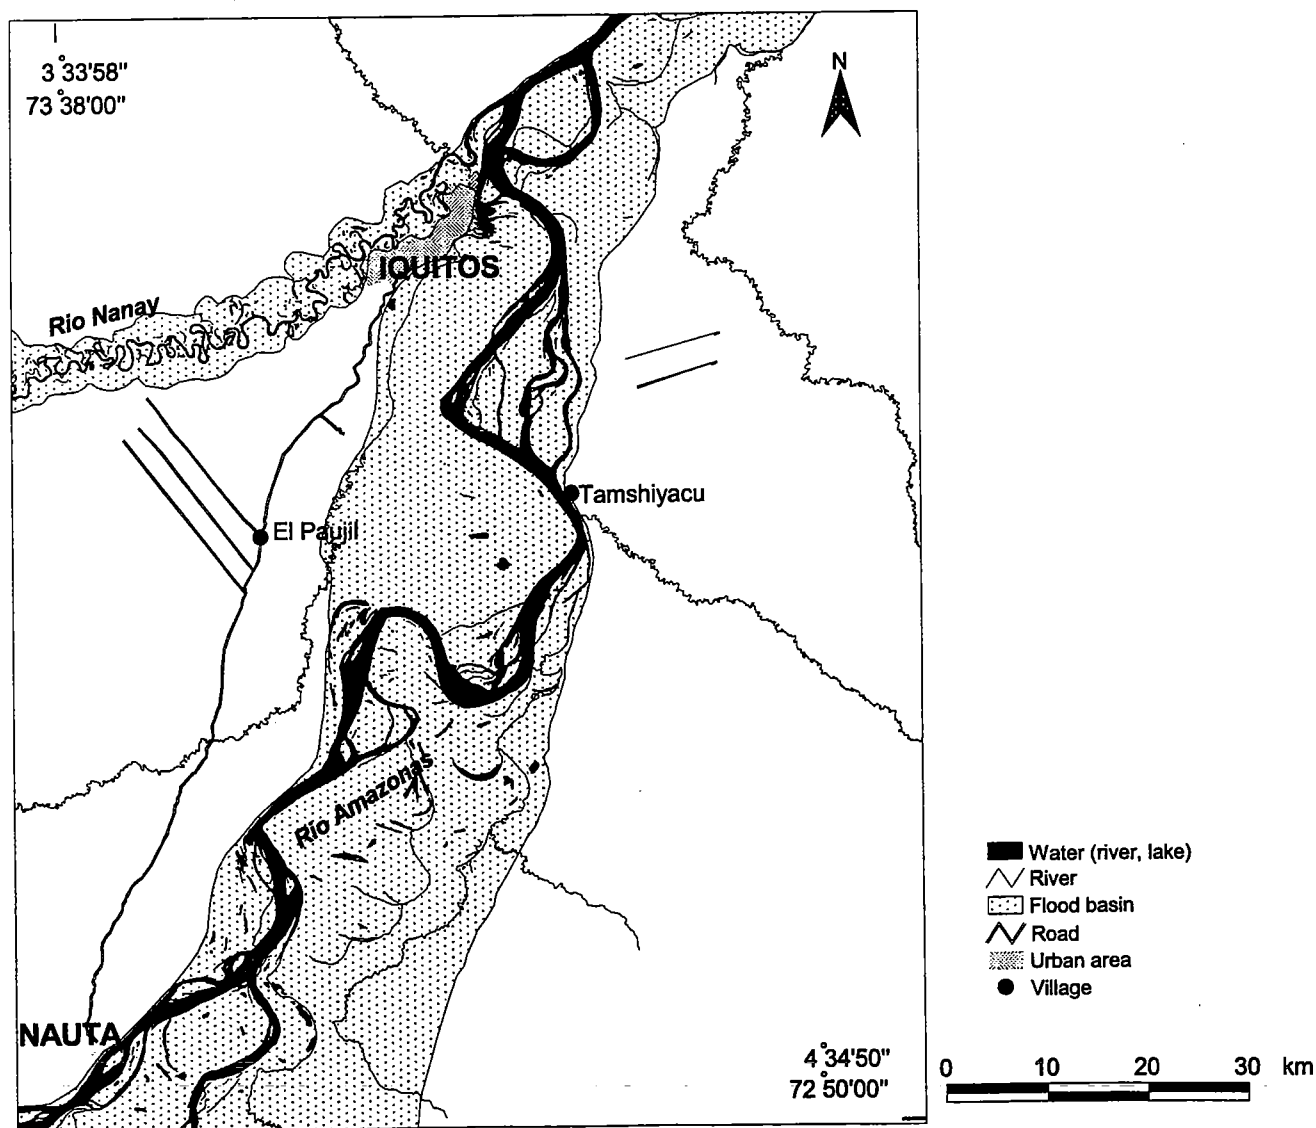 3°33'58"
73°38'00"
N
IQUITOS
Rio Nanay
Tamshiyacu
El Paujil
Río Amazonas
NAUTA
4°34'50"
72°50'00"
Water (river, lake)
River
Flood basin
Road
Urban area
Village
0 10 20 30 km